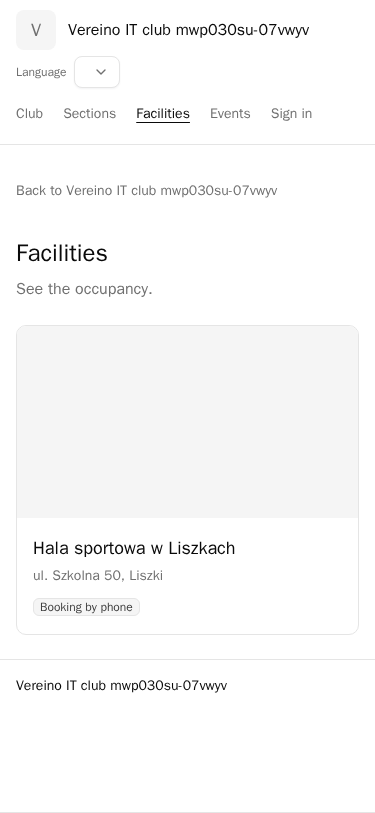 V
Vereino IT club mwp030su-07vwyv
Language
Club Sections Facilities Events Sign in
Back to Vereino IT club mwp030su-07vwyv
Facilities
See the occupancy.
Hala sportowa w Liszkach
ul. Szkolna 50, Liszki
Booking by phone
Vereino IT club mwp030su-07vwyv